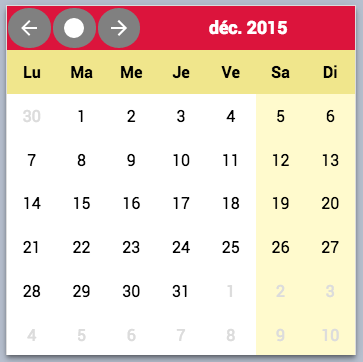 déc. 2015
Lu Ma Me Je Ve Sa Di
30 1 2 3 4 5 6
7 8 9 10 11 12 13
14 15 16 17 18 19 20
21 22 23 24 25 26 27
28 29 30 31 1 2 3
4 5 6 7 8 9 10